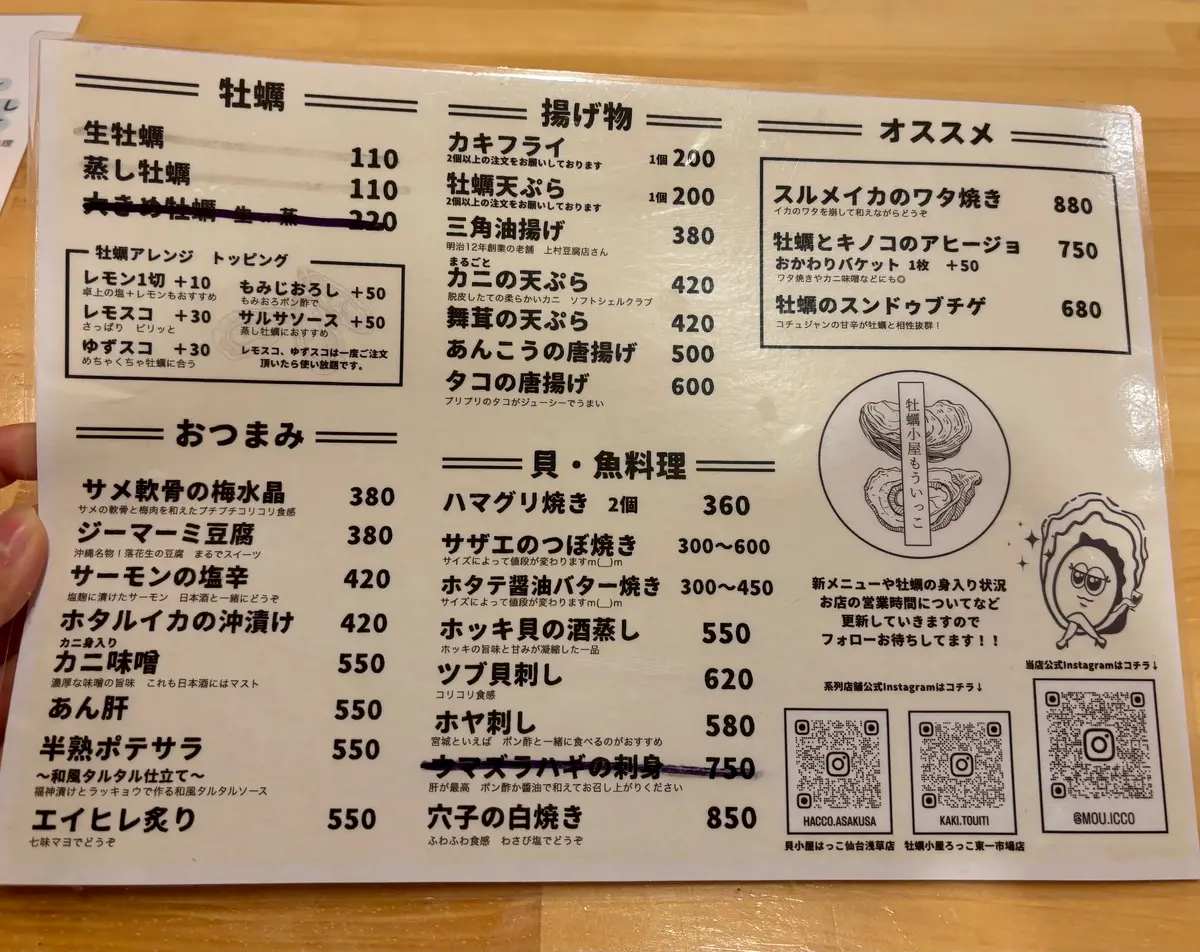 牡蠣
生牡蠣 110
蒸し牡蠣 110
大きめ牡蠣 生 or 蒸 220
牡蠣アレンジ トッピング
レモン1切 +10
卓上の塩+レモンもおすすめ
レモスコ +30
さっぱり ピリッと
ゆずスコ +30
めちゃくちゃ牡蠣に合う
もみじおろし +50
もみおろポン酢で
サルサソース +50
蒸し牡蠣におすすめ
レモスコ、ゆずスコは一度ご注文
頂いたら使い放題です。
おつまみ
サメ軟骨の梅水晶 380
サメの軟骨と梅肉を和えたプチプチコリコリ食感
ジーマーミ豆腐 380
沖縄名物!落花生の豆腐 まるでスイーツ
サーモンの塩辛 420
塩麹に漬けたサーモン 日本酒と一緒にどうぞ
ホタルイカの沖漬け 420
カニ身入り
カニ味噌 550
濃厚な味噌の旨味 これも日本酒にはマスト
あん肝 550
半熟ポテサラ 550
~和風タルタル仕立て~
福神漬けとラッキョウで作る和風タルタルソース
エイヒレ炙り 550
七味マヨでどうぞ
揚げ物
カキフライ 1個 200
2個以上の注文をお願いしております
牡蠣天ぷら 1個 200
2個以上の注文をお願いしております
三角油揚げ 380
明治12年創業の老舗 上村豆腐店さん
まるごと
カニの天ぷら 420
脱皮したての柔らかいカニ ソフトシェルクラブ
舞茸の天ぷら 420
あんこうの唐揚げ 500
タコの唐揚げ 600
プリプリのタコがジューシーでうまい
貝・魚料理
ハマグリ焼き 2個 360
サザエのつぼ焼き 300〜600
サイズによって値段が変わりますm(__)m
ホタテ醤油バター焼き 300〜450
サイズによって値段が変わりますm(__)m
ホッキ貝の酒蒸し 550
ホッキの旨味と甘みが凝縮した一品
ツブ貝刺し 620
コリコリ食感
ホヤ刺し 580
宮城といえば ポン酢と一緒に食べるのがおすすめ
ウマズラハギの刺身 750
肝が最高 ポン酢か醤油で和えてお召し上がりください
穴子の白焼き 850
ふわふわ食感 わさび塩でどうぞ
オススメ
スルメイカのワタ焼き 880
イカのワタを崩して和えながらどうぞ
牡蠣とキノコのアヒージョ 750
おかわりバケット 1枚 +50
ワタ焼きやカニ味噌などにも◎
牡蠣のスンドゥブチゲ 680
コチュジャンの甘辛が牡蠣と相性抜群!
牡蠣小屋もういっこ
新メニューや牡蠣の身入り状況
お店の営業時間についてなど
更新していきますので
フォローお待ちしてます!!
当店公式Instagramはコチラ↓
系列店舗公式Instagramはコチラ↓
HACCO.ASAKUSA
KAKI.TOUITI
@MOU.ICCO
貝小屋はっこ仙台浅草店
牡蠣小屋ろっこ東一市場店